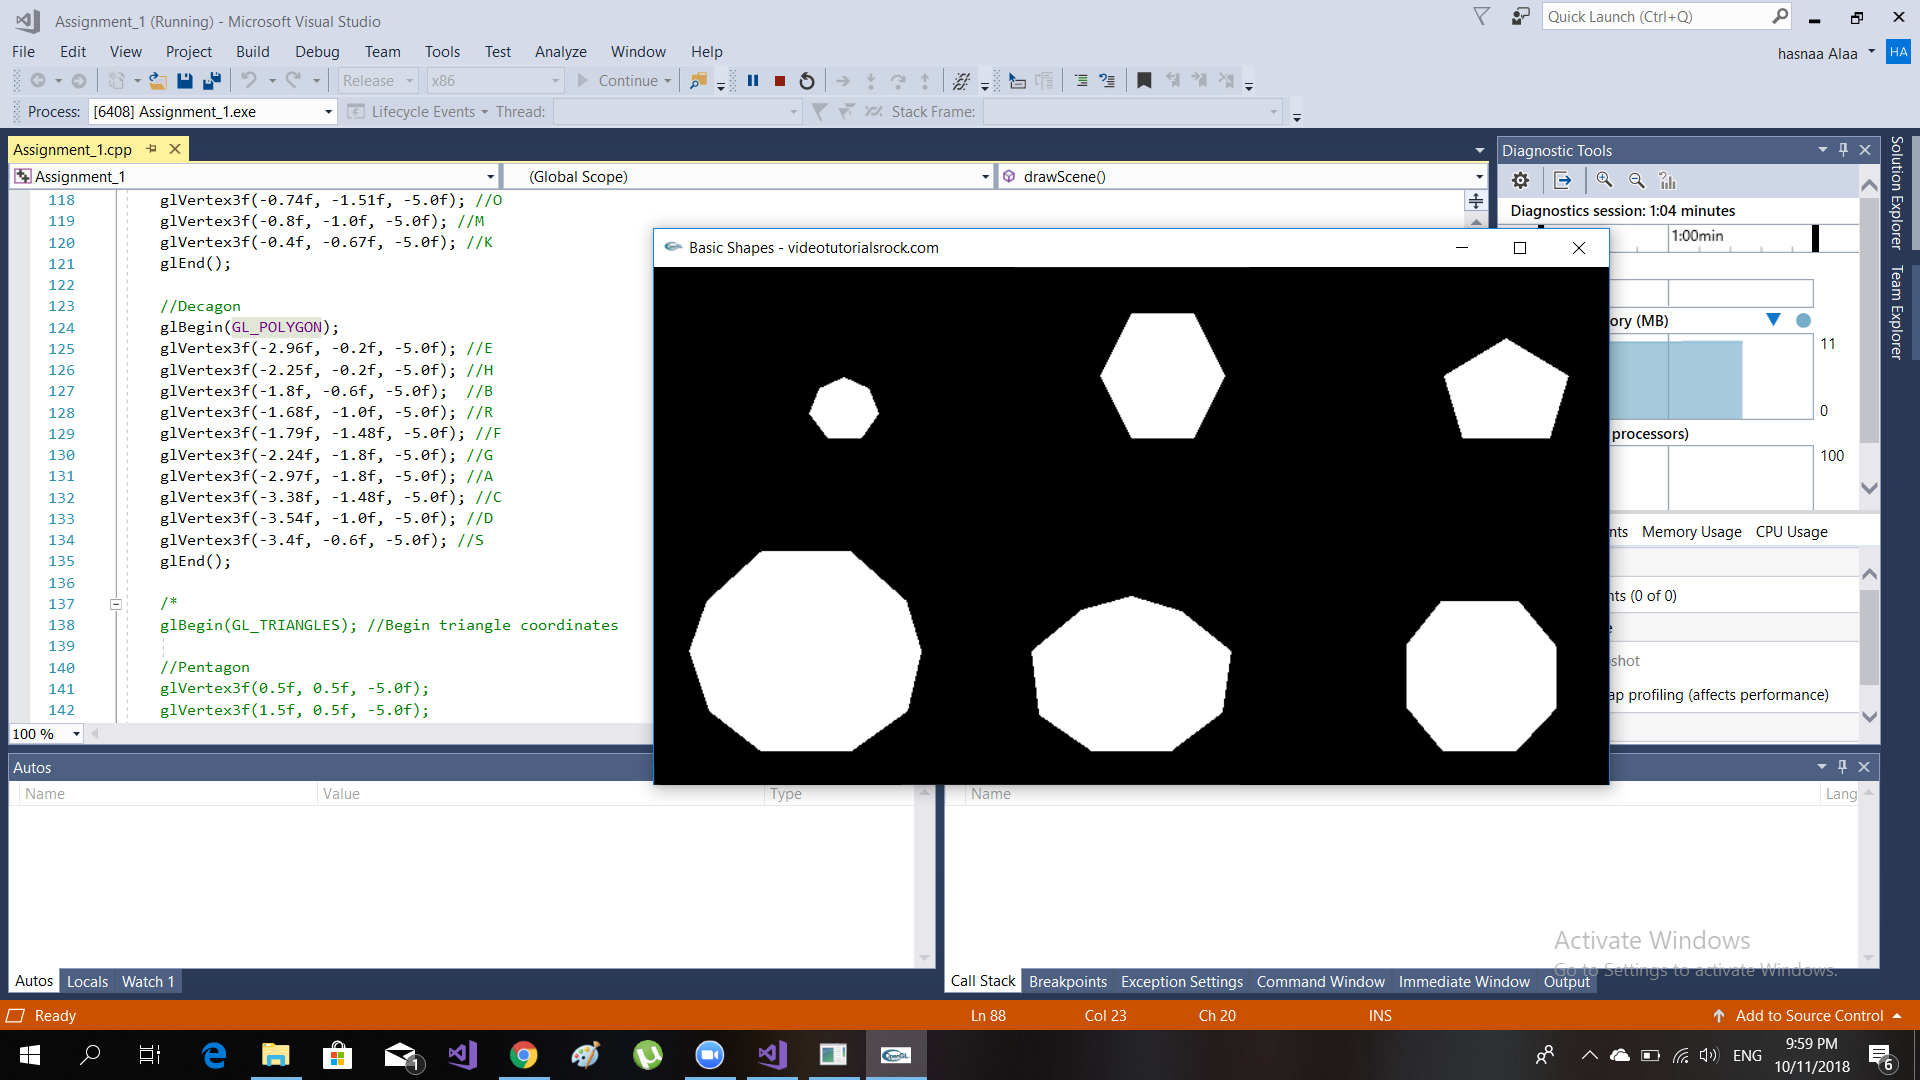 Assignment_1 (Running) - Microsoft Visual Studio
Quick Launch (Ctrl+Q)
File Edit View Project Build Debug Team Tools Test Analyze Window Help
hasnaa Alaa
HA
Release x86 Continue
Process: [6408] Assignment_1.exe Lifecycle Events Thread: Stack Frame:
Assignment_1.cpp
Assignment_1 (Global Scope) drawScene()
118 glVertex3f(-0.74f, -1.51f, -5.0f); //O
119 glVertex3f(-0.8f, -1.0f, -5.0f); //M
120 glVertex3f(-0.4f, -0.67f, -5.0f); //K
121 glEnd();
122
123 //Decagon
124 glBegin(GL_POLYGON);
125 glVertex3f(-2.96f, -0.2f, -5.0f); //E
126 glVertex3f(-2.25f, -0.2f, -5.0f); //H
127 glVertex3f(-1.8f, -0.6f, -5.0f);  //B
128 glVertex3f(-1.68f, -1.0f, -5.0f); //R
129 glVertex3f(-1.79f, -1.48f, -5.0f); //F
130 glVertex3f(-2.24f, -1.8f, -5.0f); //G
131 glVertex3f(-2.97f, -1.8f, -5.0f); //A
132 glVertex3f(-3.38f, -1.48f, -5.0f); //C
133 glVertex3f(-3.54f, -1.0f, -5.0f); //D
134 glVertex3f(-3.4f, -0.6f, -5.0f); //S
135 glEnd();
136
137 /*
138 glBegin(GL_TRIANGLES); //Begin triangle coordinates
139
140 //Pentagon
141 glVertex3f(0.5f, 0.5f, -5.0f);
142 glVertex3f(1.5f, 0.5f, -5.0f);
100 %
Basic Shapes - videotutorialsrock.com
Diagnostic Tools
Diagnostics session: 1:04 minutes
1:00min
ory (MB)
11
0
processors)
100
nts Memory Usage CPU Usage
nts (0 of 0)
shot
ap profiling (affects performance)
Solution Explorer
Team Explorer
Autos
Name Value Type
Name Lang
Autos Locals Watch 1
Call Stack Breakpoints Exception Settings Command Window Immediate Window Output
Activate Windows
Go to Settings to activate Windows.
Ready Ln 88 Col 23 Ch 20 INS Add to Source Control
1
OpenGL
ENG
9:59 PM
10/11/2018
6